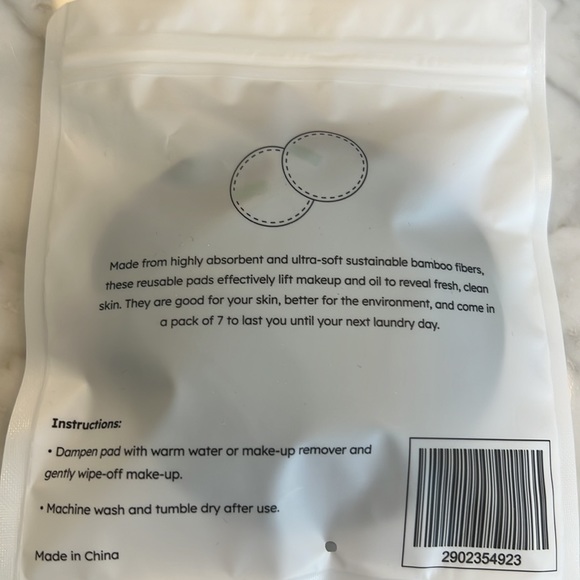 Made from highly absorbent and ultra-soft sustainable bamboo fibers,
these reusable pads effectively lift makeup and oil to reveal fresh, clean
skin. They are good for your skin, better for the environment, and come in
a pack of 7 to last you until your next laundry day.
Instructions:
• Dampen pad with warm water or make-up remover and
gently wipe-off make-up.
• Machine wash and tumble dry after use.
Made in China
2902354923